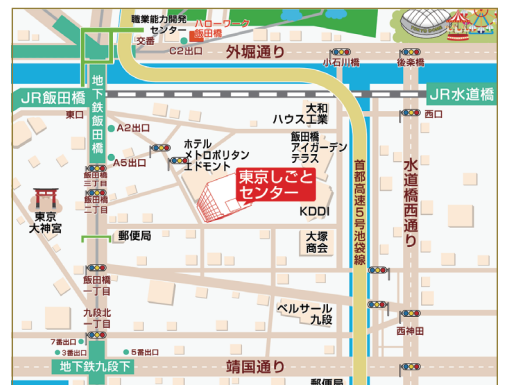 職業能力開発
センター
ハローワーク
飯田橋
交番
C2出口
外堀通り
小石川橋
後楽橋
JR飯田橋
JR水道橋
東口
西口
地下鉄飯田橋
A2出口
A5出口
大和
ハウス工業
ホテル
メトロポリタン
エドモント
飯田橋
アイガーデン
テラス
飯田橋
三丁目
東京しごと
センター
首都高速5号池袋線
水道橋西通り
飯田橋
二丁目
KDDI
東京
大神宮
郵便局
大塚
商会
飯田橋
一丁目
ベルサール
九段
九段北
一丁目
西神田
7番出口
3番出口
5番出口
地下鉄九段下
靖国通り
郵便局